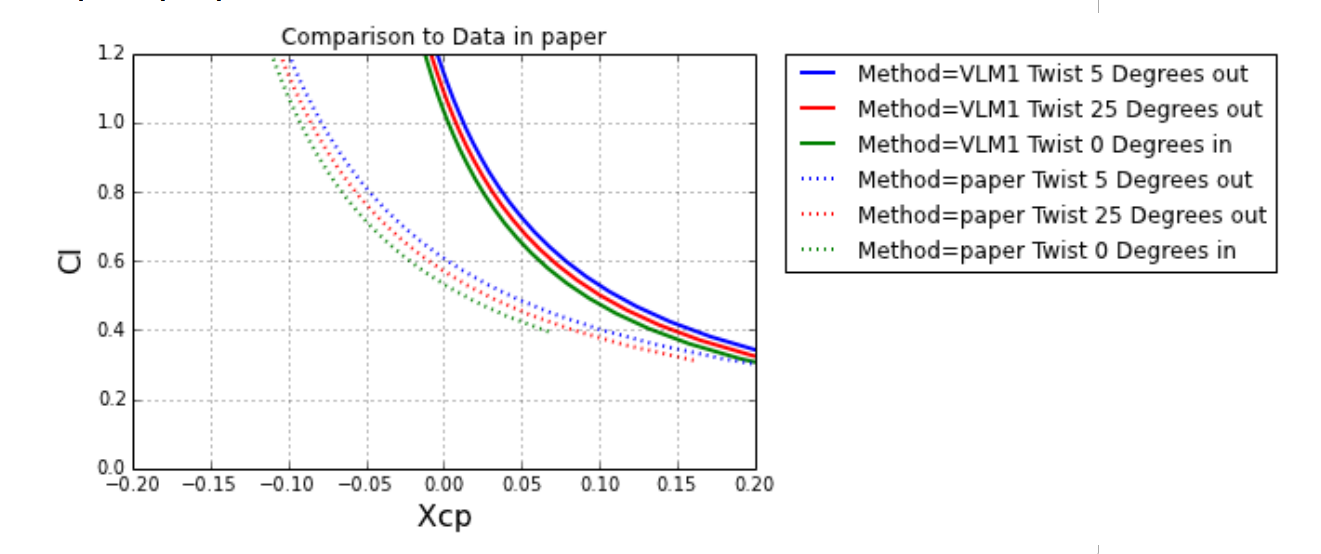 Comparison to Data in paper
1.2
1.0
0.8
0.6
0.4
0.2
0.0
Cl
−0.20 −0.15 −0.10 −0.05 0.00 0.05 0.10 0.15 0.20
Xcp
Method=VLM1 Twist 5 Degrees out
Method=VLM1 Twist 25 Degrees out
Method=VLM1 Twist 0 Degrees in
Method=paper Twist 5 Degrees out
Method=paper Twist 25 Degrees out
Method=paper Twist 0 Degrees in